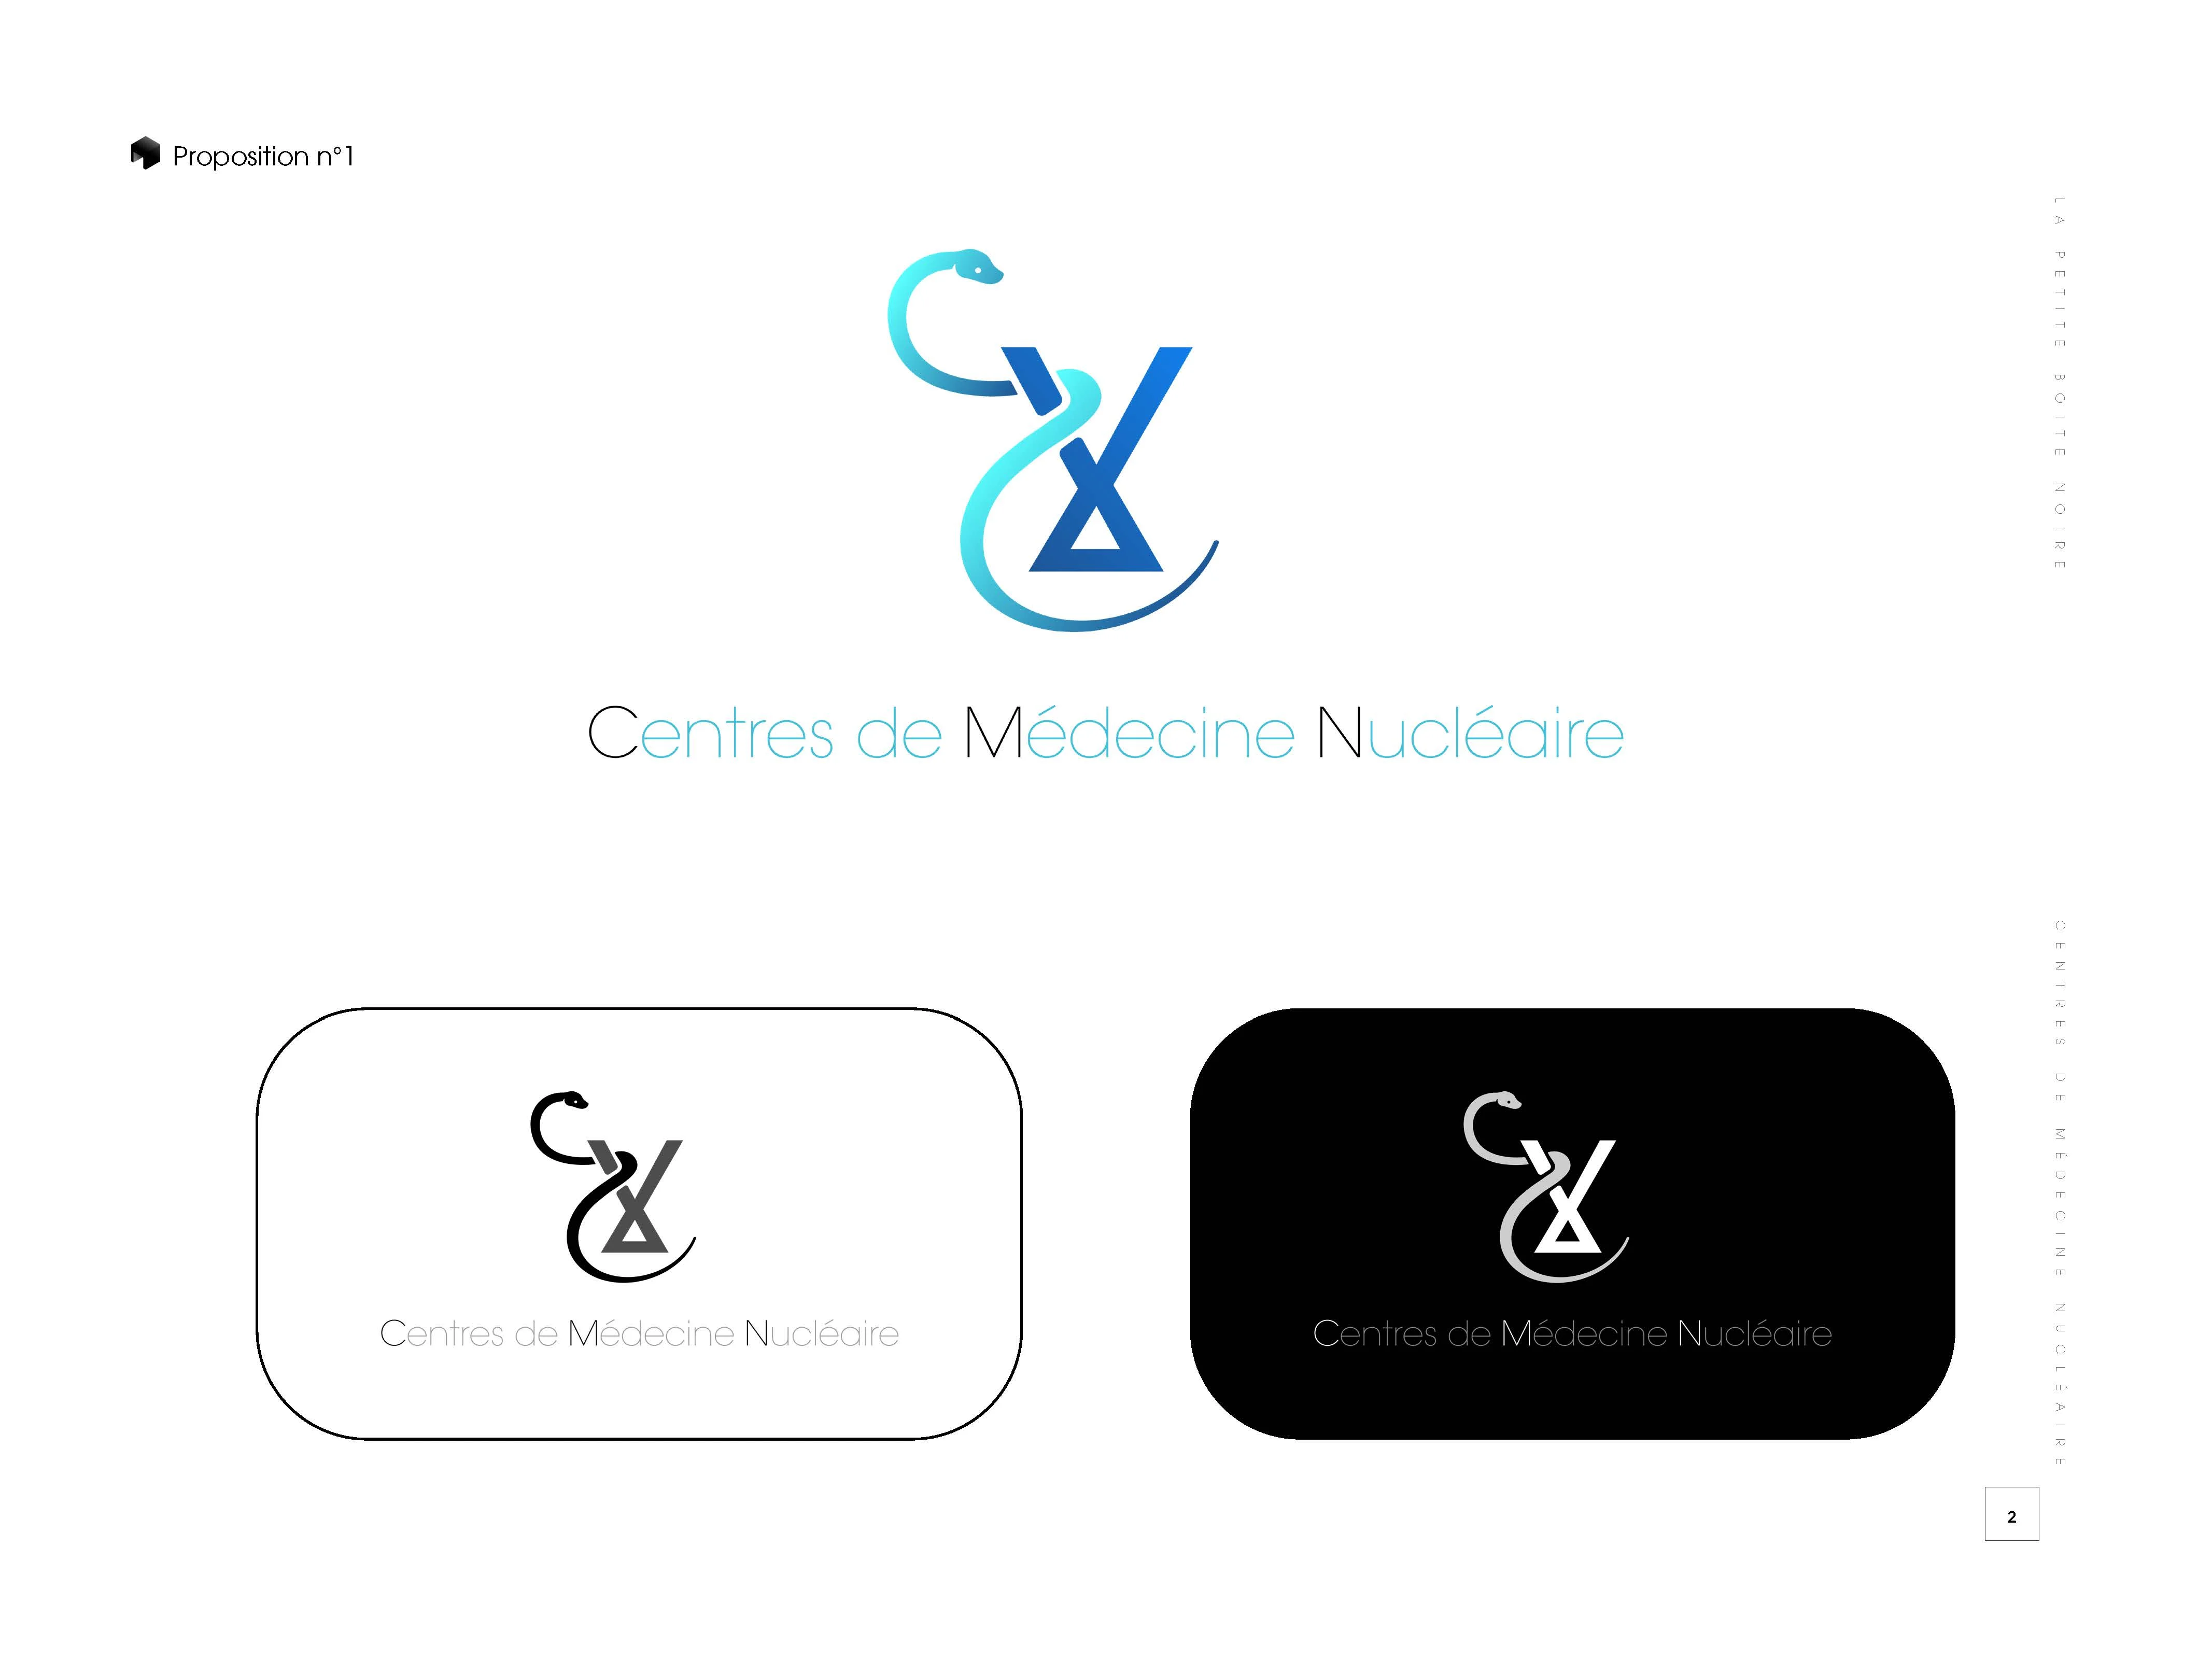 Proposition n°1
LA PETITE BOITE NOIRE
Centres de Médecine Nucléaire
CENTRES DE MÉDECINE NUCLÉAIRE
Centres de Médecine Nucléaire
Centres de Médecine Nucléaire
2